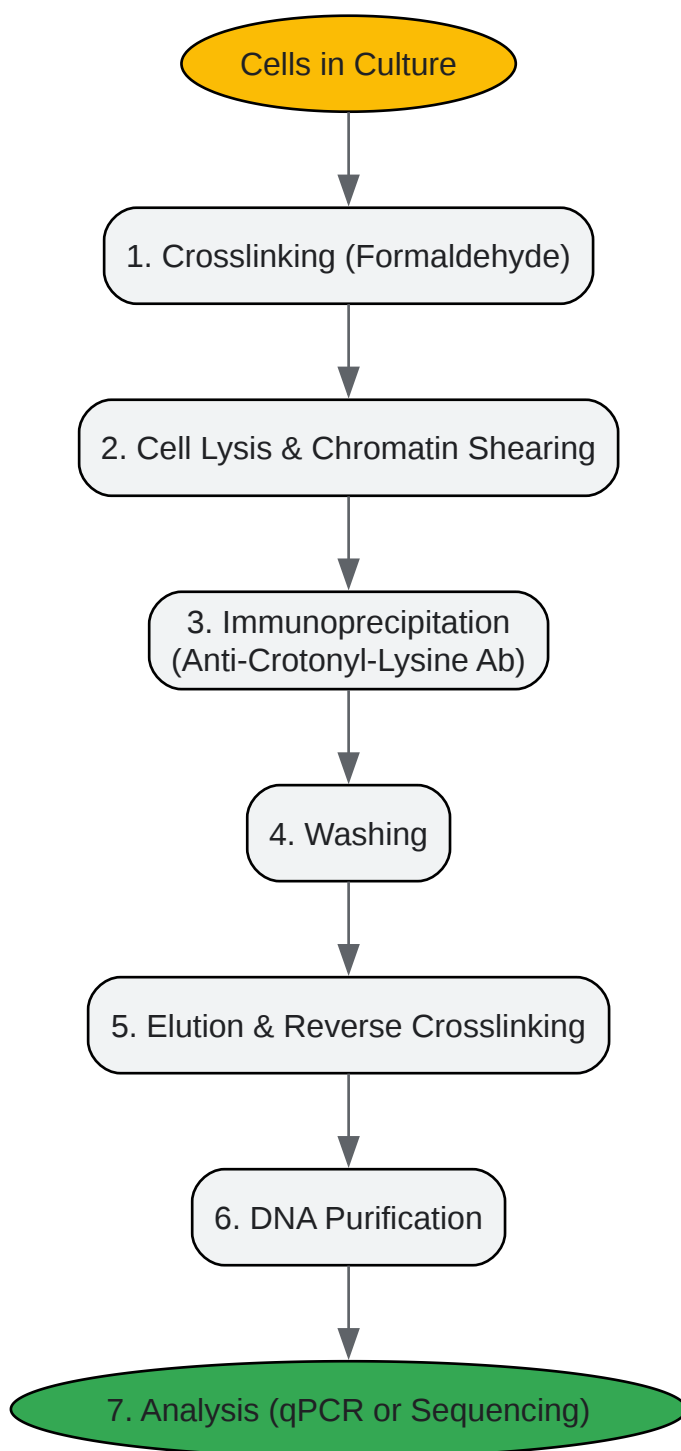 Cells in Culture
1. Crosslinking (Formaldehyde)
2. Cell Lysis & Chromatin Shearing
3. Immunoprecipitation
(Anti-Crotonyl-Lysine Ab)
4. Washing
5. Elution & Reverse Crosslinking
6. DNA Purification
7. Analysis (qPCR or Sequencing)